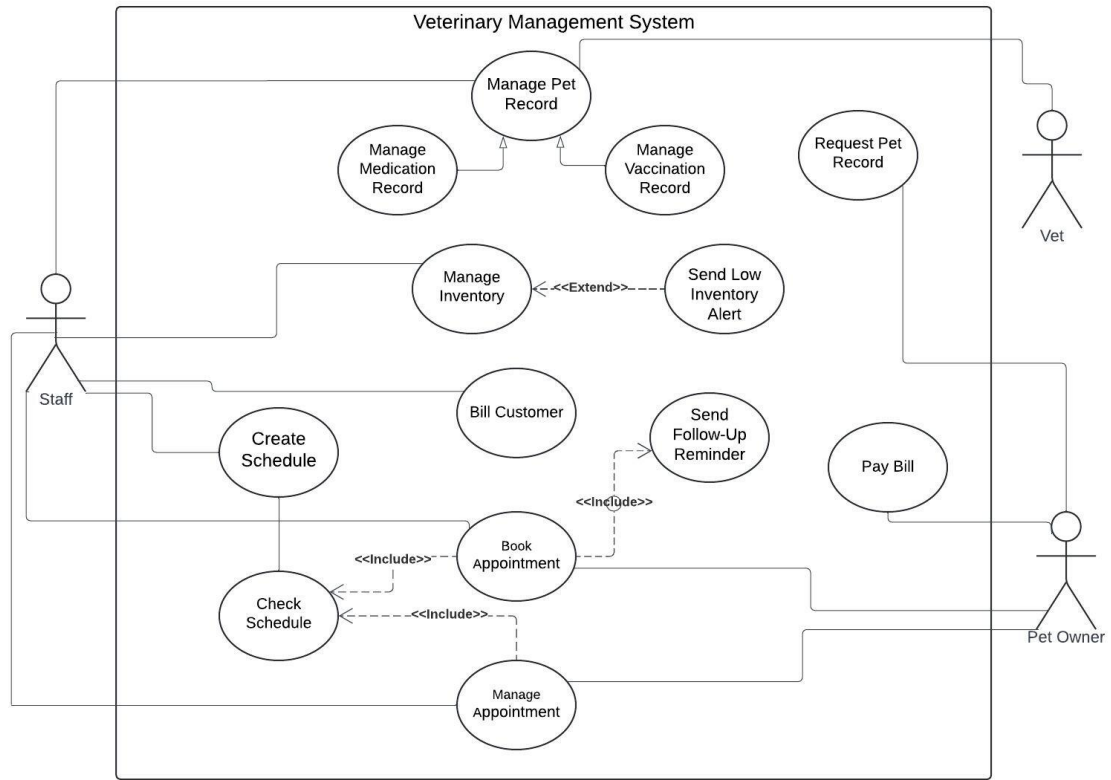 Veterinary Management System
Manage Pet
Record
Manage
Medication
Record
Manage
Vaccination
Record
Request Pet
Record
Vet
Manage
Inventory
<<Extend>>
Send Low
Inventory
Alert
Staff
Bill Customer
Create
Schedule
Send
Follow-Up
Reminder
Pay Bill
<<Include>>
Book
Appointment
<<Include>>
Check
Schedule
<<Include>>
Pet Owner
Manage
Appointment